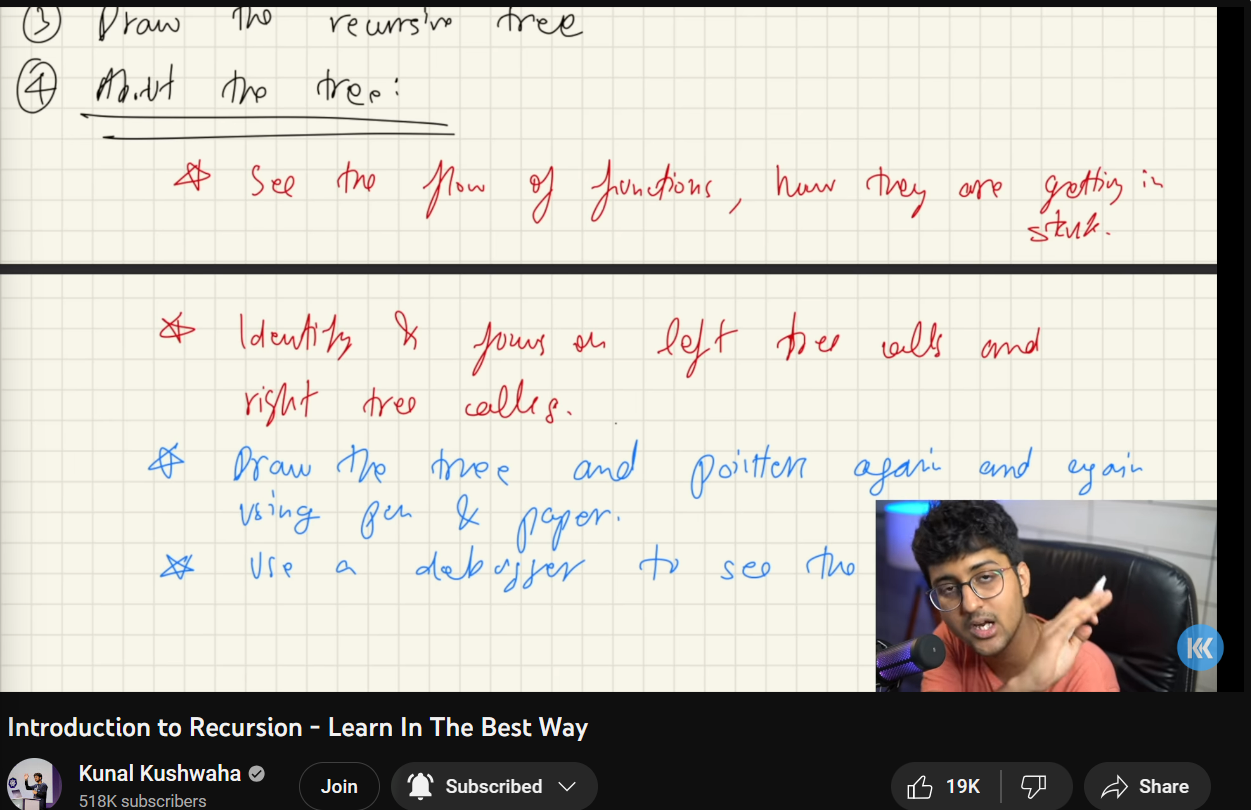 ③ Draw the recursive tree
④ About the tree:
☆ See the flow of functions, how they are getting in
stack.
☆ Identify & focus on left tree calls and
right tree calls.
☆ Draw the tree and pointers again and again
using pen & paper.
☆ Use a debugger to see the
KK
Introduction to Recursion - Learn In The Best Way
Kunal Kushwaha
518K subscribers
Join
Subscribed
19K
Share